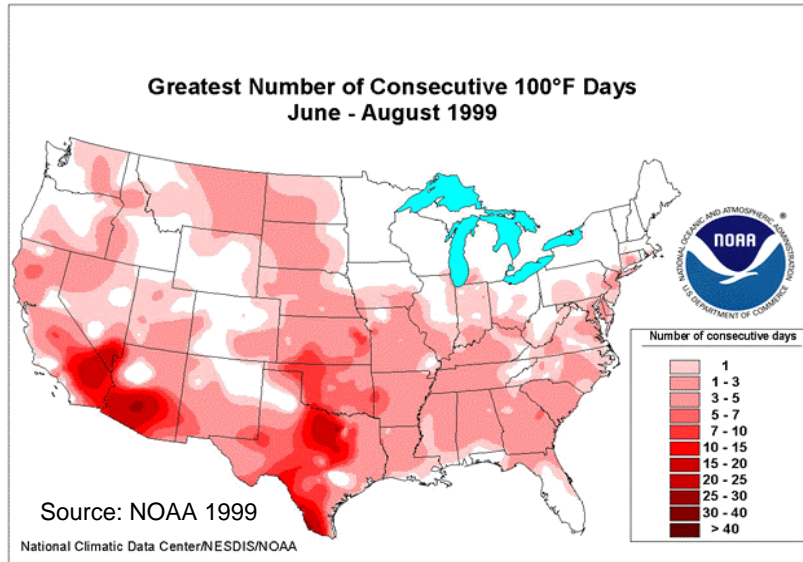 Greatest Number of Consecutive 100°F Days
June - August 1999
NATIONAL OCEANIC AND ATMOSPHERIC ADMINISTRATION
®
NOAA
U.S. DEPARTMENT OF COMMERCE
Number of consecutive days
1
1 - 3
3 - 5
5 - 7
7 - 10
10 - 15
15 - 20
20 - 25
25 - 30
30 - 40
> 40
Source: NOAA 1999
National Climatic Data Center/NESDIS/NOAA